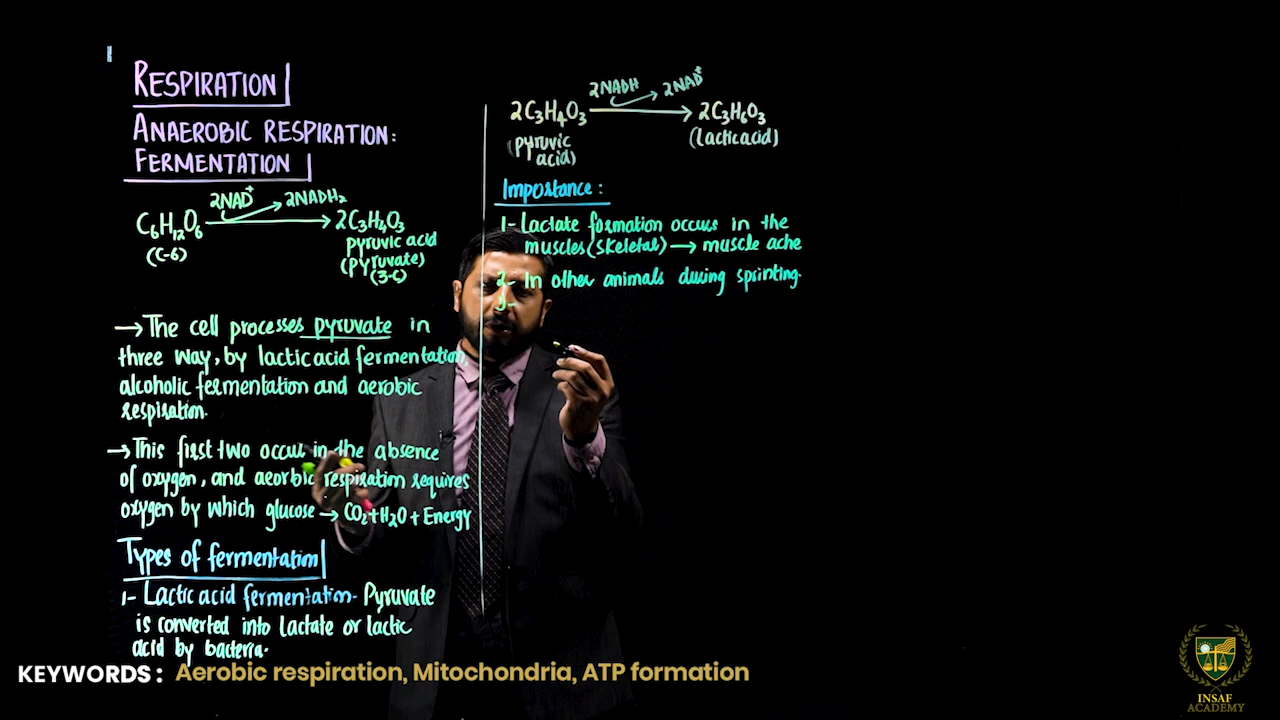 RESPIRATION
ANAEROBIC RESPIRATION:
FERMENTATION
2NAD⁺ → 2NADH₂
C₆H₁₂O₆ → 2C₃H₄O₃
(C-6)
pyruvic acid
(pyruvate)
(3-C)
→ The cell processes pyruvate in
three way, by lactic acid fermentation,
alcoholic fermentation and aerobic
respiration.
→ This first two occur in the absence
of oxygen, and aeorbic respiration requires
oxygen by which glucose → CO₂+H₂O+Energy
Types of fermentation
1- Lactic acid fermentation- Pyruvate
is converted into Lactate or lactic
acid by bacteria.
2NADH → 2NAD⁺
2C₃H₄O₃ → 2C₃H₆O₃
(pyruvic acid)
(lactic acid)
Importance:
1- Lactate formation occurs in the
muscles(skeletal) → muscle ache
2- In other animals during sprinting.
3-
KEYWORDS: Aerobic respiration, Mitochondria, ATP formation
INSAF
ACADEMY